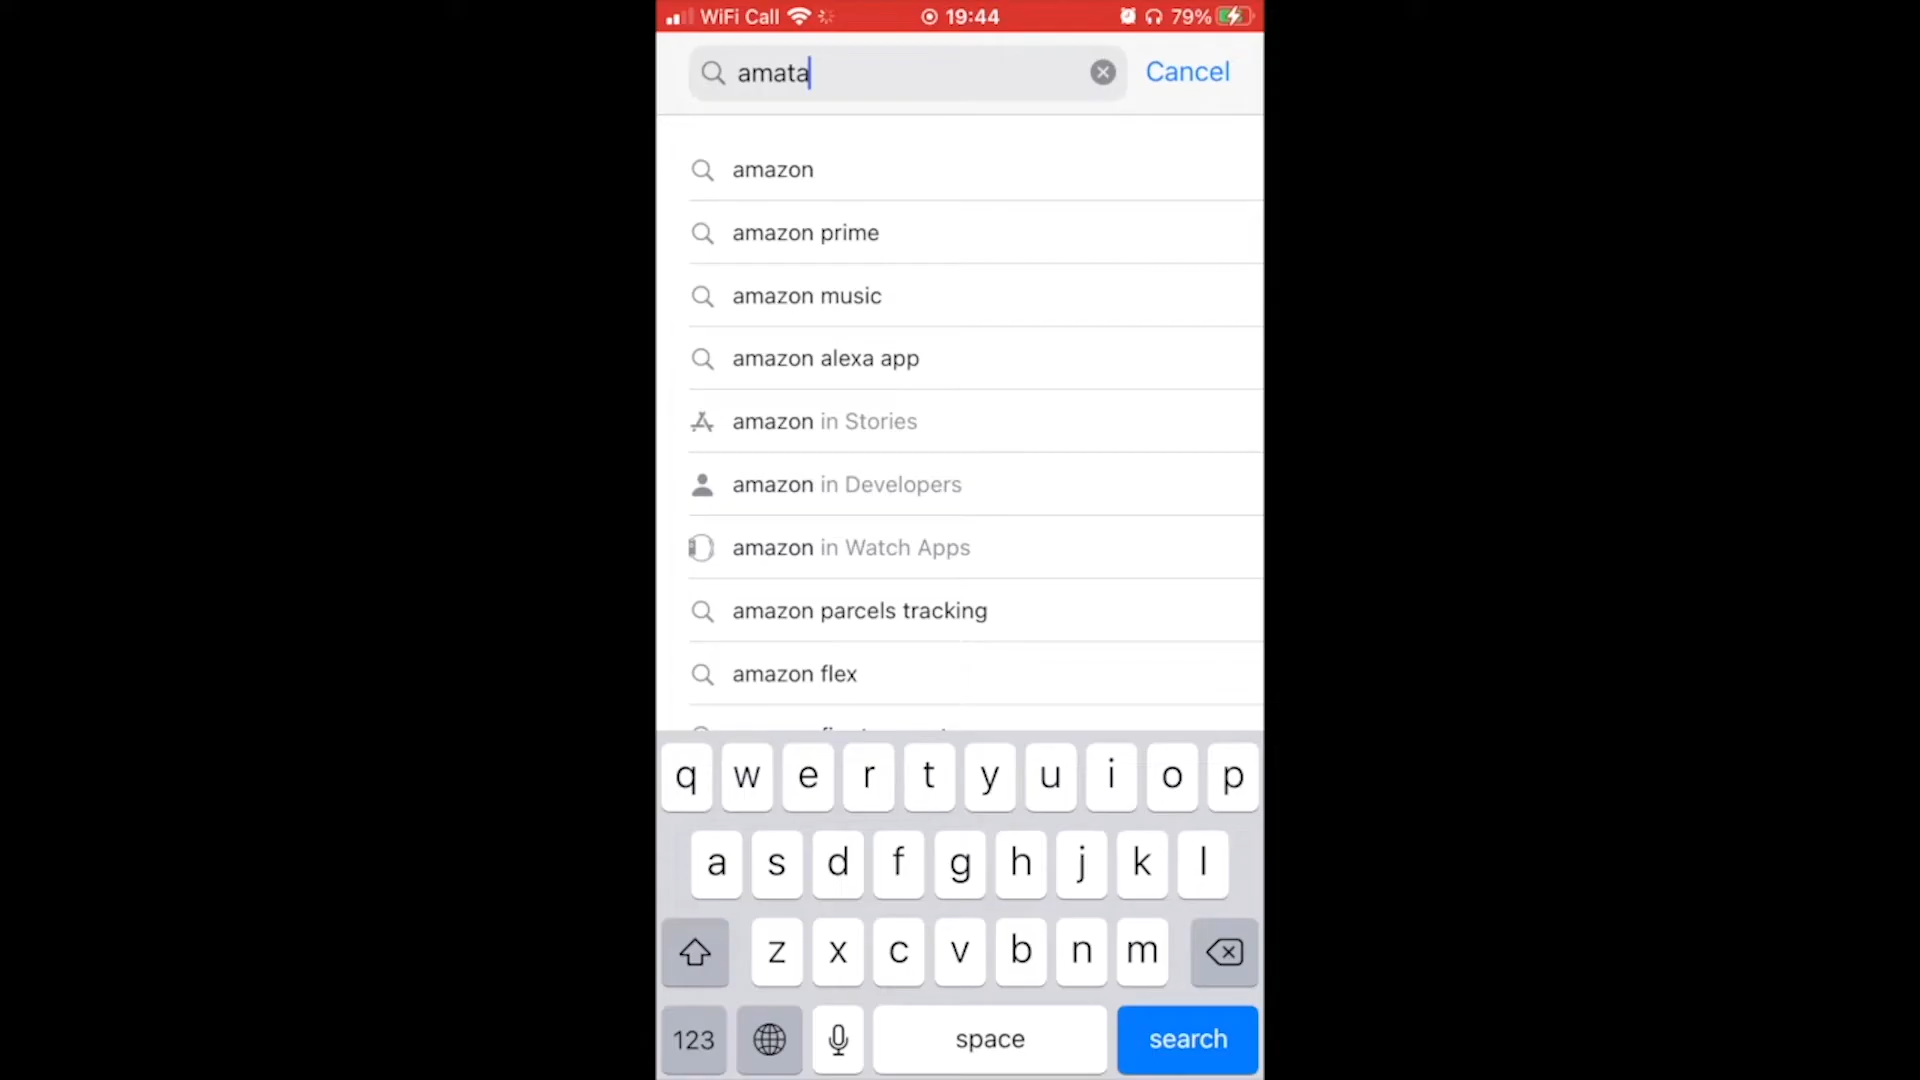 WiFi Call 19:44 79%
amata Cancel
amazon
amazon prime
amazon music
amazon alexa app
amazon in Stories
amazon in Developers
amazon in Watch Apps
amazon parcels tracking
amazon flex
q w e r t y u i o p
a s d f g h j k l
z x c v b n m
123 space search